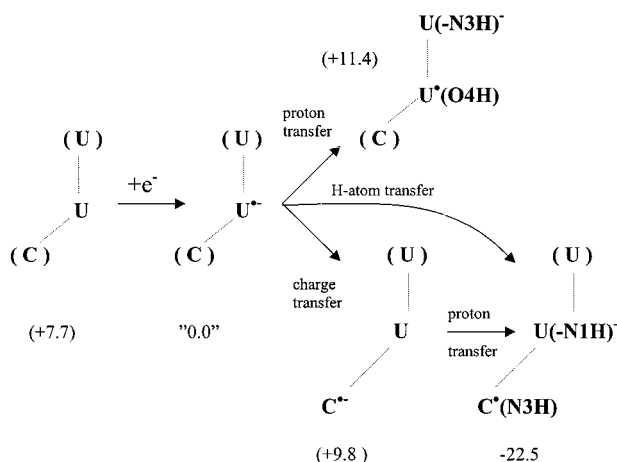 U(-N3H)⁻
(+11.4)
U•(O4H)
proton
transfer
(C)
(U)
(U)
+e⁻
H-atom transfer
U
U•⁻
(C)
(C)
charge
transfer
(U)
(U)
(+7.7)
"0.0"
U
proton
transfer
U(-N1H)⁻
C•⁻
C•(N3H)
(+9.8)
-22.5